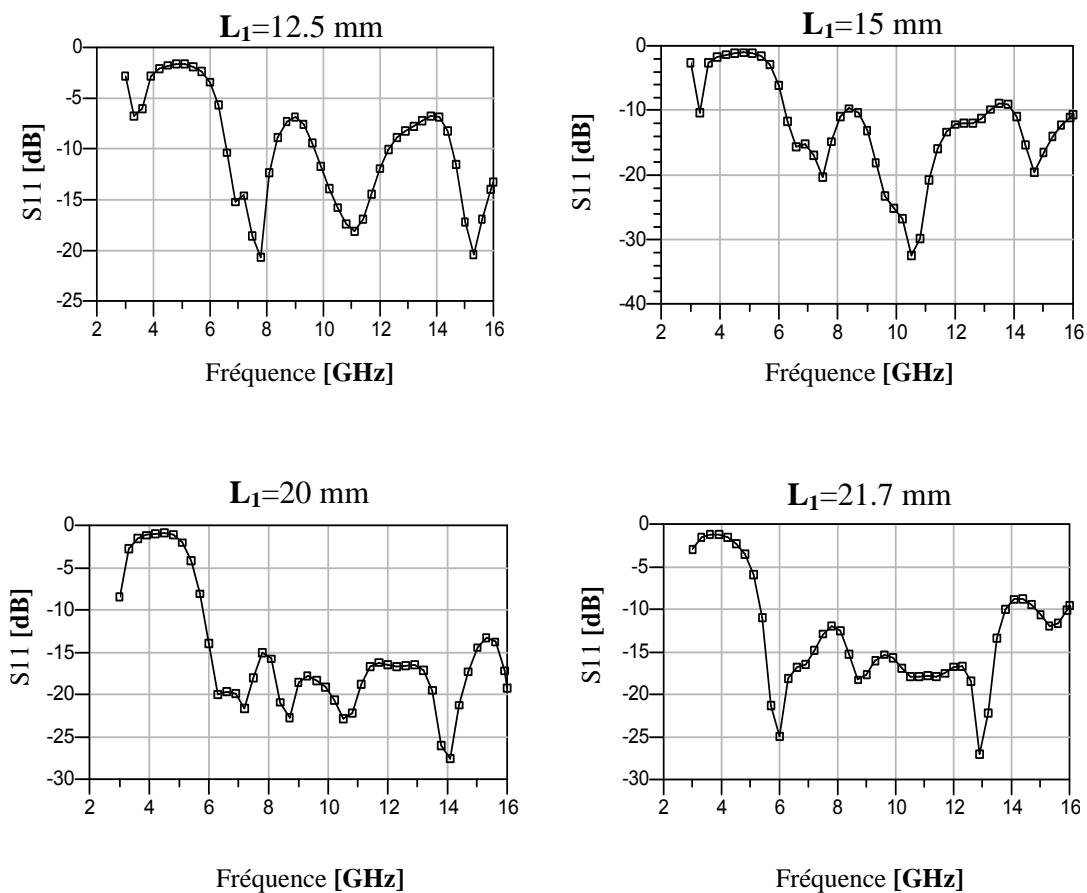 L1=12.5 mm
0
-5
-10
-15
-20
-25
S11 [dB]
2 4 6 8 10 12 14 16
Fréquence [GHz]
L1=15 mm
0
-10
-20
-30
-40
S11 [dB]
2 4 6 8 10 12 14 16
Fréquence [GHz]
L1=20 mm
0
-5
-10
-15
-20
-25
-30
S11 [dB]
2 4 6 8 10 12 14 16
Fréquence [GHz]
L1=21.7 mm
0
-5
-10
-15
-20
-25
-30
S11 [dB]
2 4 6 8 10 12 14 16
Fréquence [GHz]